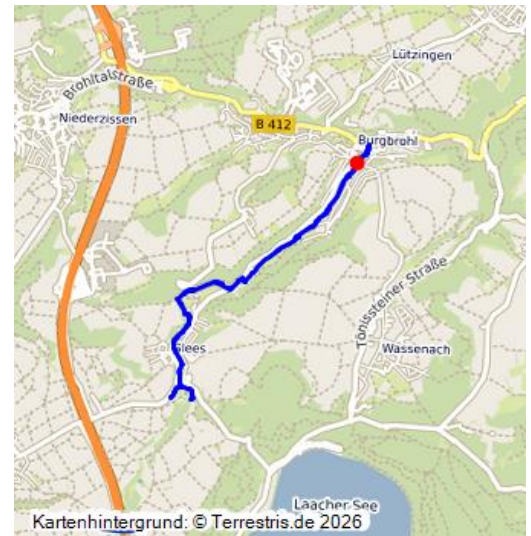 Lützingen
Brohltalstraße
Niederzissen
B 412
Burgbrohl
Tönissteiner Straße
Glees
Wassenach
Laacher See
Kartenhintergrund: © Terrestris.de 2026